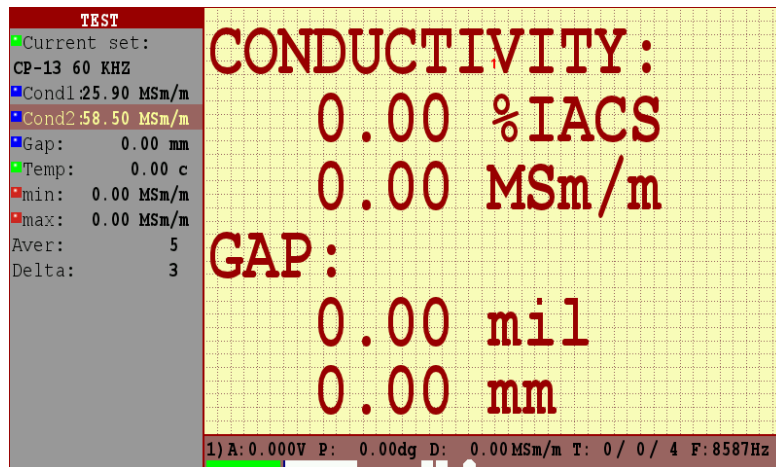 TEST
Current set:
CP-13 60 KHZ
Cond1:25.90 MSm/m
Cond2:58.50 MSm/m
Gap: 0.00 mm
Temp: 0.00 c
min: 0.00 MSm/m
max: 0.00 MSm/m
Aver: 5
Delta: 3
CONDUCTIVITY:
1
0.00 %IACS
0.00 MSm/m
GAP:
0.00 mil
0.00 mm
1)A:0.000V P: 0.00dg D: 0.00MSm/m T: 0/ 0/ 4 F:8587Hz